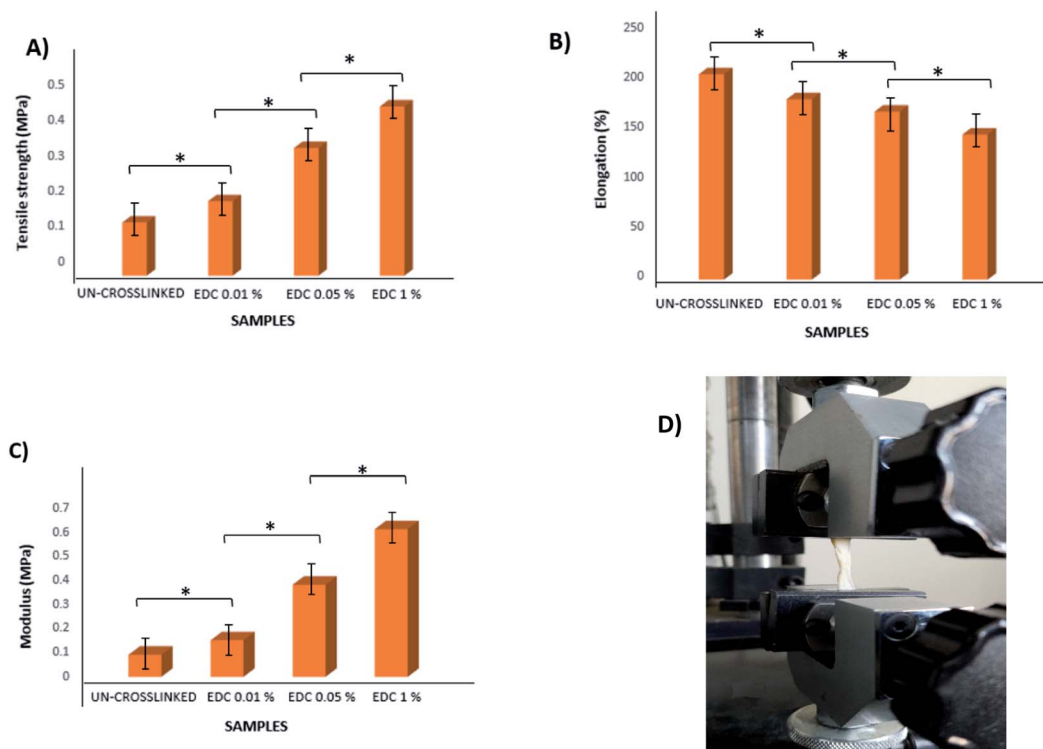 A)
Tensile strength (MPa)
0.5
0.4
0.3
0.2
0.1
0
*
*
*
UN-CROSSLINKED
EDC 0.01 %
EDC 0.05 %
EDC 1 %
SAMPLES
B)
Elongation (%)
250
200
150
100
50
0
*
*
*
UN-CROSSLINKED
EDC 0.01 %
EDC 0.05 %
EDC 1 %
SAMPLES
C)
Modulus (MPa)
0.7
0.6
0.5
0.4
0.3
0.2
0.1
0
*
*
*
UN-CROSSLINKED
EDC 0.01 %
EDC 0.05 %
EDC 1 %
SAMPLES
D)